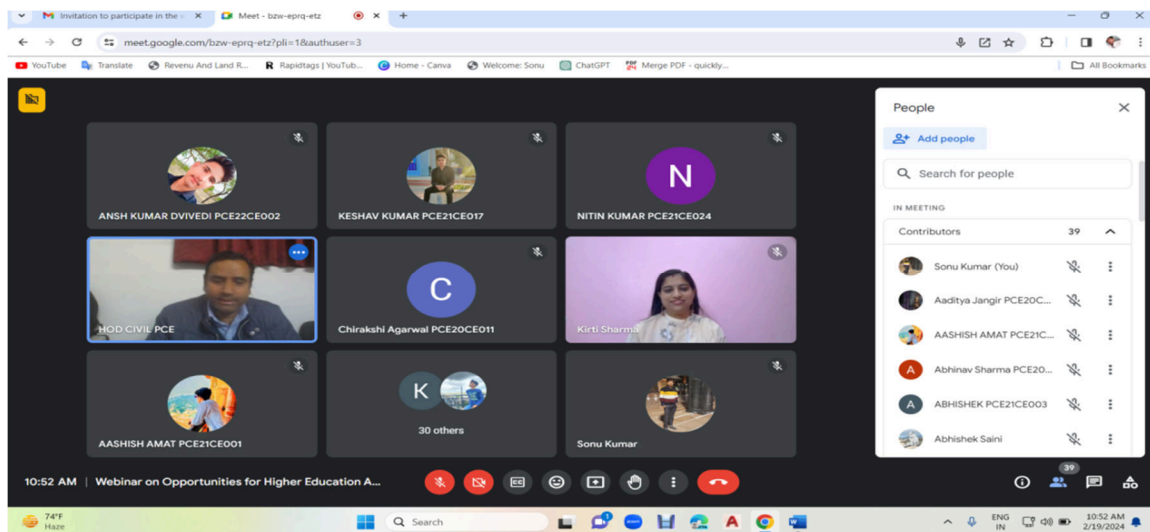 Invitation to participate in the
Meet - bzw-eprq-etz
meet.google.com/bzw-eprq-etz?pli=1&authuser=3
YouTube Translate Revenu And Land R... Rapidtags | YouTub... Home - Canva Welcome: Sonu ChatGPT Merge PDF - quickly... All Bookmarks
ANSH KUMAR DVIVEDI PCE22CE002
KESHAV KUMAR PCE21CE017
N
NITIN KUMAR PCE21CE024
HOD CIVIL PCE
C
Chirakshi Agarwal PCE20CE011
Kirti Sharma
AASHISH AMAT PCE21CE001
K
30 others
Sonu Kumar
People
Add people
Search for people
IN MEETING
Contributors 39
Sonu Kumar (You)
Aaditya Jangir PCE20C...
AASHISH AMAT PCE21C...
A
Abhinav Sharma PCE20...
A
ABHISHEK PCE21CE003
Abhishek Saini
10:52 AM | Webinar on Opportunities for Higher Education A...
CC
39
74°F
Haze
Search
ENG
IN
10:52 AM
2/19/2024